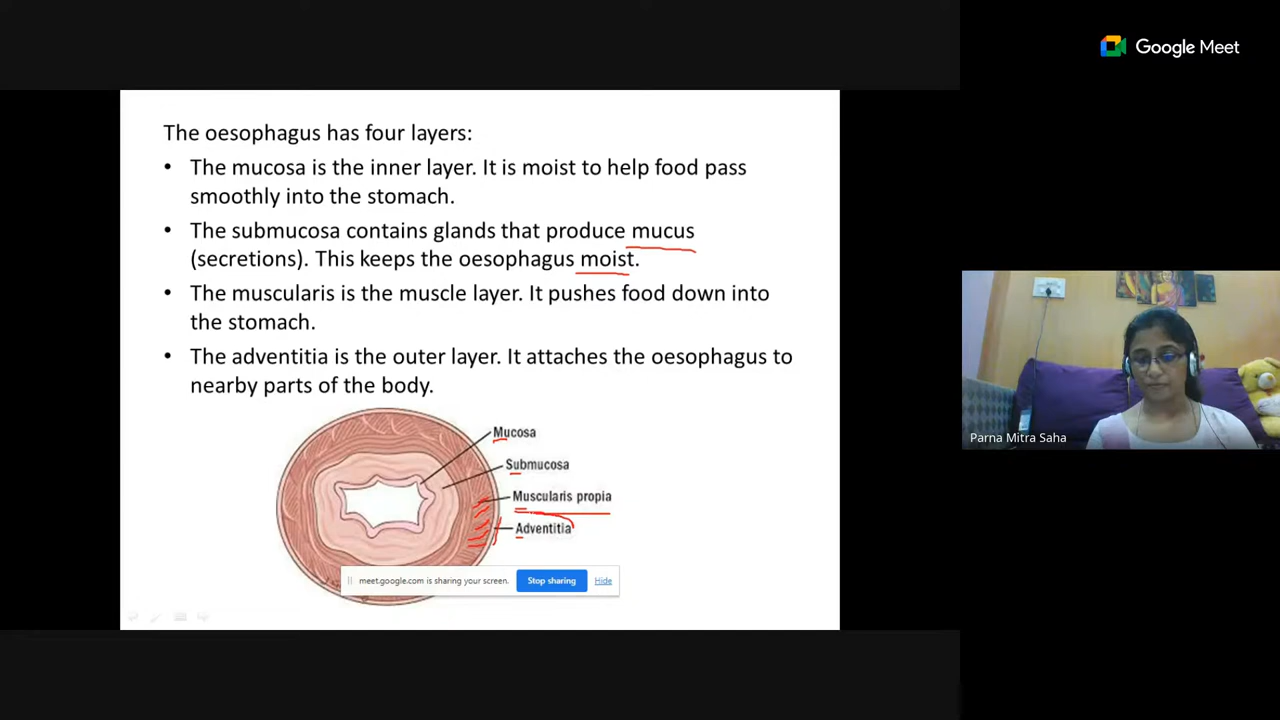 Google Meet
The oesophagus has four layers:
• The mucosa is the inner layer. It is moist to help food pass
smoothly into the stomach.
• The submucosa contains glands that produce mucus
(secretions). This keeps the oesophagus moist.
• The muscularis is the muscle layer. It pushes food down into
the stomach.
• The adventitia is the outer layer. It attaches the oesophagus to
nearby parts of the body.
Mucosa
Submucosa
Muscularis propia
Adventitia
meet.google.com is sharing your screen.
Stop sharing
Hide
Parna Mitra Saha